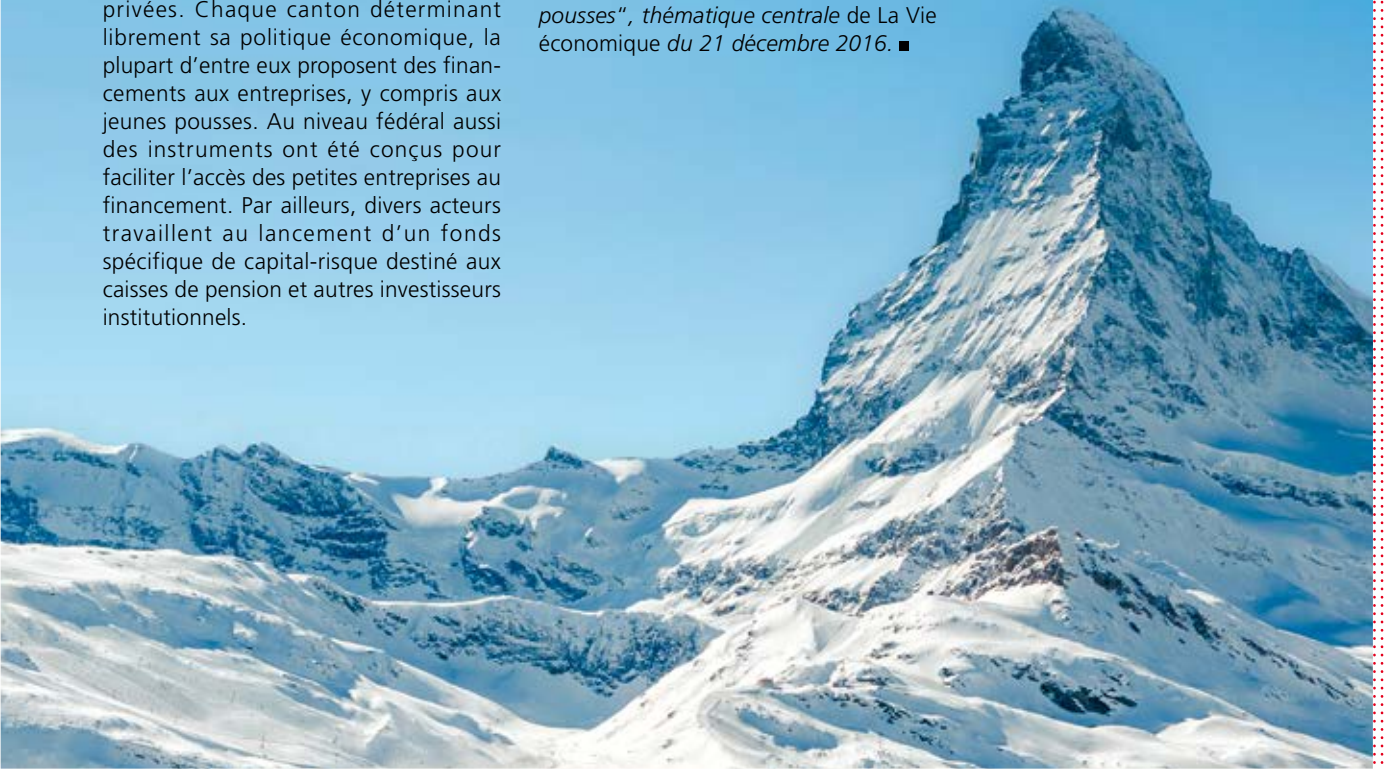 privées. Chaque canton déterminant
librement sa politique économique, la
plupart d’entre eux proposent des finan-
cements aux entreprises, y compris aux
jeunes pousses. Au niveau fédéral aussi
des instruments ont été conçus pour
faciliter l’accès des petites entreprises au
financement. Par ailleurs, divers acteurs
travaillent au lancement d’un fonds
spécifique de capital-risque destiné aux
caisses de pension et autres investisseurs
institutionnels.
pousses“, thématique centrale de La Vie
économique du 21 décembre 2016. ■